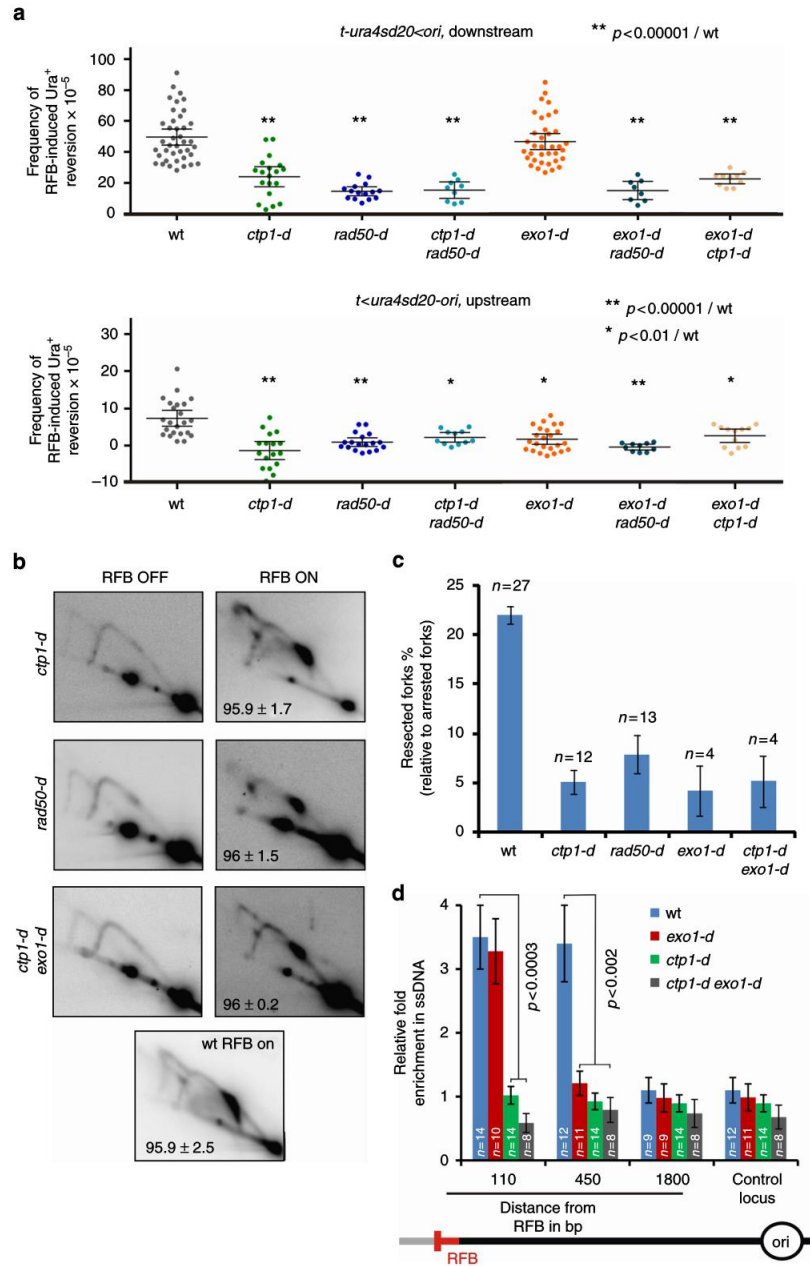 a
t-ura4sd20<ori, downstream
** p<0.00001 / wt
Frequency of
RFB-induced Ura+
reversion × 10−5
100
80
60
40
20
0
** ** ** ** **
wt ctp1-d rad50-d ctp1-d exo1-d exo1-d exo1-d
rad50-d rad50-d ctp1-d
t<ura4sd20-ori, upstream
** p<0.00001 / wt
* p<0.01 / wt
Frequency of
RFB-induced Ura+
reversion × 10−5
30
20
10
0
−10
** ** * * ** *
wt ctp1-d rad50-d ctp1-d exo1-d exo1-d exo1-d
rad50-d rad50-d ctp1-d
b
RFB OFF RFB ON
ctp1-d
95.9 ± 1.7
rad50-d
96 ± 1.5
ctp1-d
exo1-d
96 ± 0.2
wt RFB on
95.9 ± 2.5
c
Resected forks %
(relative to arrested forks)
25
20
15
10
5
0
n=27
n=12
n=13
n=4
n=4
wt ctp1-d rad50-d exo1-d ctp1-d
exo1-d
d
Relative fold
enrichment in ssDNA
4
3
2
1
0
p<0.0003
p<0.002
wt
exo1-d
ctp1-d
ctp1-d exo1-d
n=14 n=10 n=14 n=8
n=12 n=11 n=14 n=8
n=9 n=9 n=14 n=8
n=12 n=11 n=14 n=8
110 450 1800 Control
locus
Distance from
RFB in bp
RFB
ori